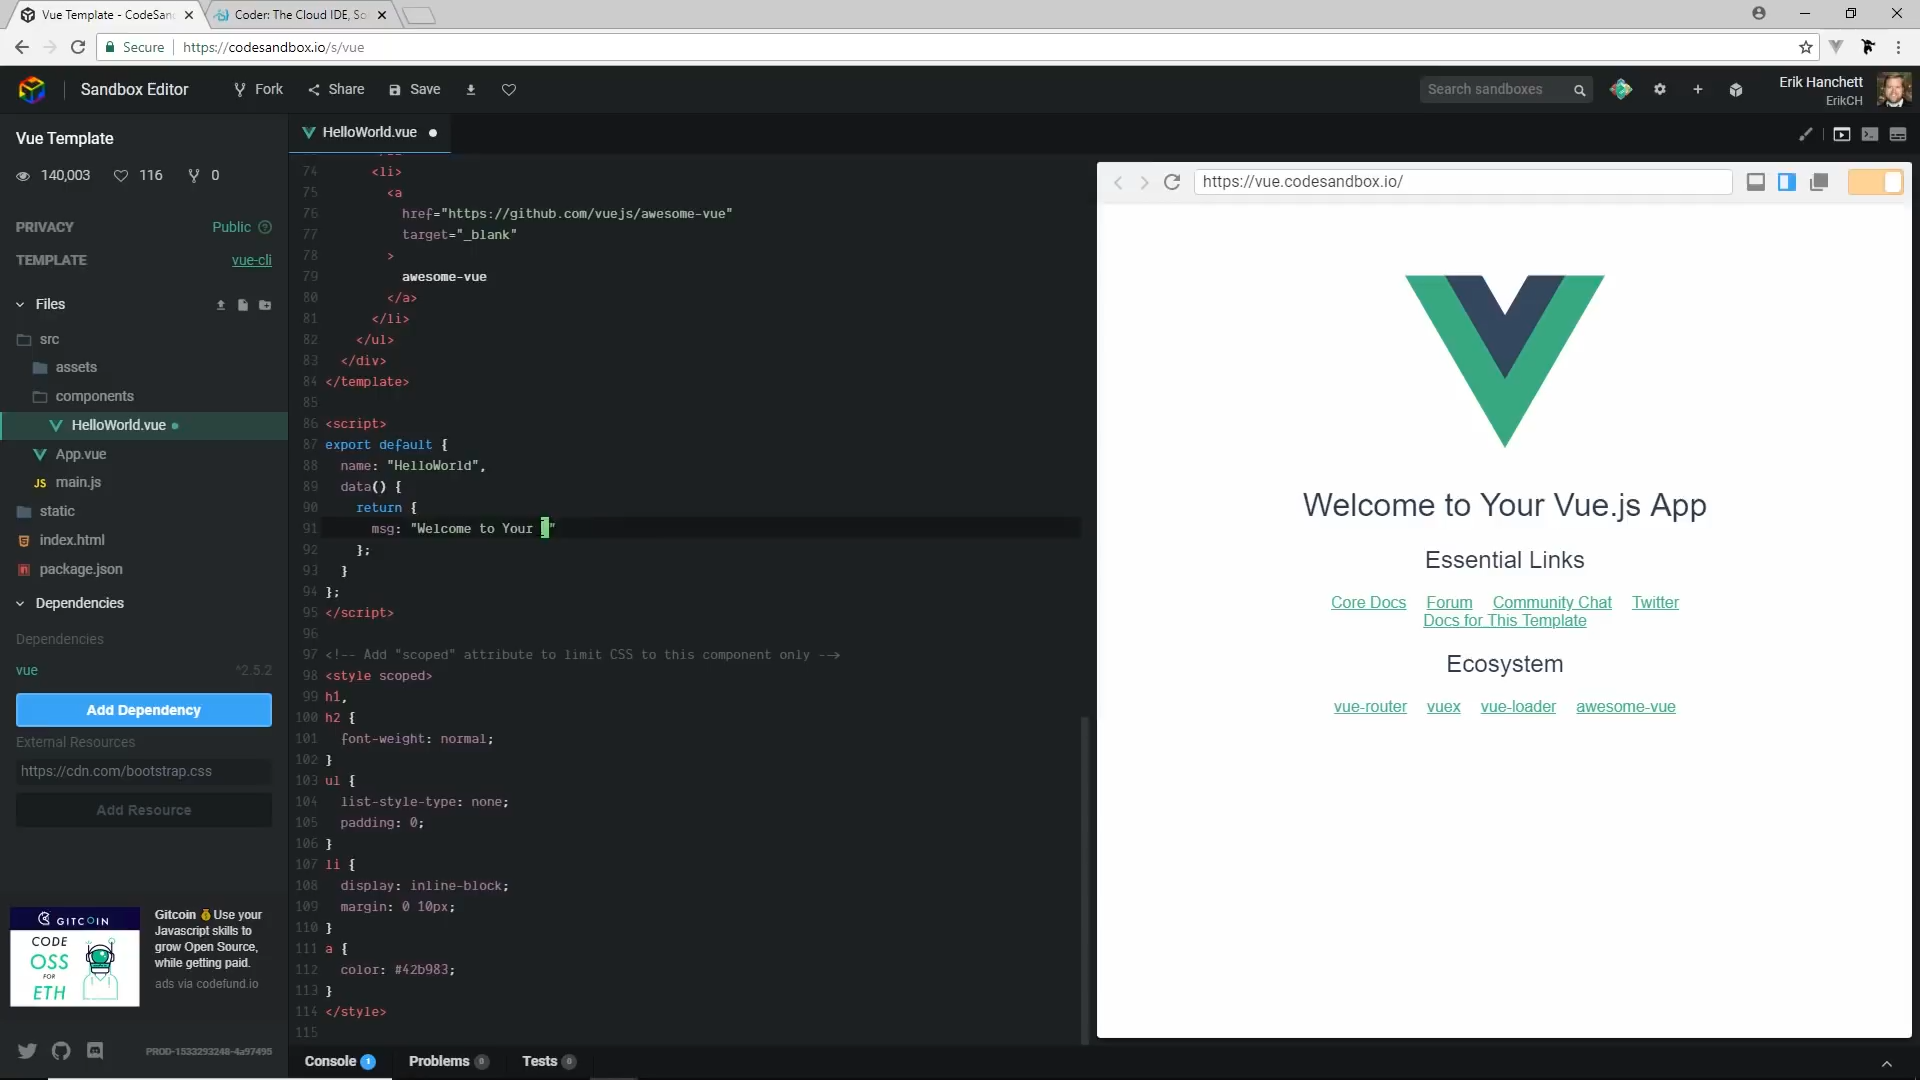 Vue Template - CodeSan
Coder: The Cloud IDE, So
Secure
https://codesandbox.io/s/vue
Sandbox Editor
Fork
Share
Save
Search sandboxes
Erik Hanchett
ErikCH
Vue Template
140,003
116
0
PRIVACY
Public
TEMPLATE
vue-cli
Files
src
assets
components
HelloWorld.vue
App.vue
JS main.js
static
index.html
package.json
Dependencies
Dependencies
vue ^2.5.2
Add Dependency
External Resources
https://cdn.com/bootstrap.css
Add Resource
GITCOIN
CODE
OSS
FOR
ETH
Gitcoin 💰Use your
Javascript skills to
grow Open Source,
while getting paid.
ads via codefund.io
PROD-1533293248-4a97495
HelloWorld.vue
74 <li>
75 <a
76 href="https://github.com/vuejs/awesome-vue"
77 target="_blank"
78 >
79 awesome-vue
80 </a>
81 </li>
82 </ul>
83 </div>
84 </template>
85
86 <script>
87 export default {
88 name: "HelloWorld",
89 data() {
90 return {
91 msg: "Welcome to Your "
92 };
93 }
94 };
95 </script>
96
97 <!-- Add "scoped" attribute to limit CSS to this component only -->
98 <style scoped>
99 h1,
100 h2 {
101 font-weight: normal;
102 }
103 ul {
104 list-style-type: none;
105 padding: 0;
106 }
107 li {
108 display: inline-block;
109 margin: 0 10px;
110 }
111 a {
112 color: #42b983;
113 }
114 </style>
115
Console 1
Problems 0
Tests 0
https://vue.codesandbox.io/
Welcome to Your Vue.js App
Essential Links
Core Docs Forum Community Chat Twitter
Docs for This Template
Ecosystem
vue-router vuex vue-loader awesome-vue